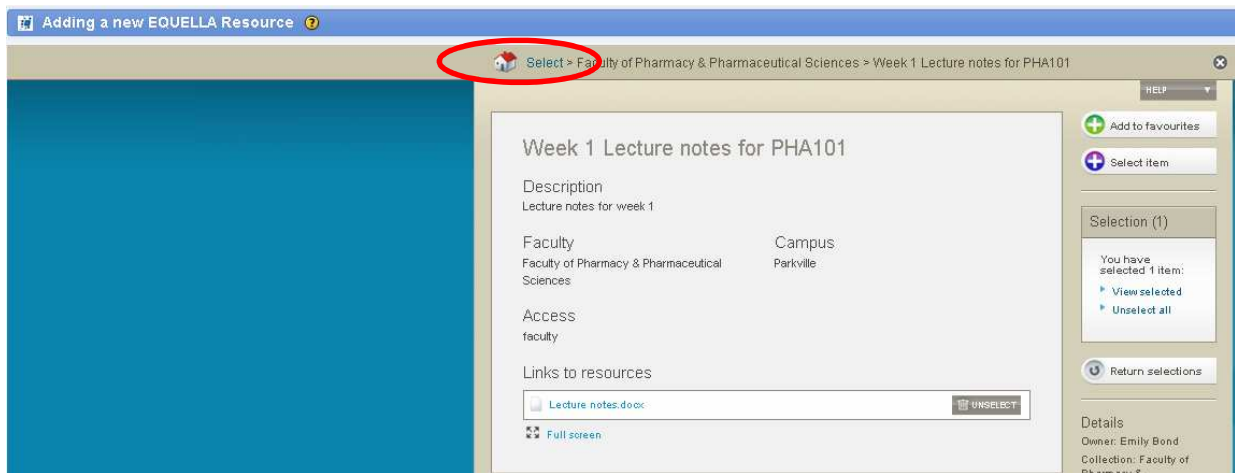 Adding a new EQUELLA Resource ?
Select > Faculty of Pharmacy & Pharmaceutical Sciences > Week 1 Lecture notes for PHA101
HELP
Week 1 Lecture notes for PHA101
Description
Lecture notes for week 1
Faculty
Faculty of Pharmacy & Pharmaceutical
Sciences
Campus
Parkville
Access
faculty
Links to resources
Lecture notes.docx
UNSELECT
Full screen
Add to favourites
Select item
Selection (1)
You have
selected 1 item:
View selected
Unselect all
Return selections
Details
Owner: Emily Bond
Collection: Faculty of
Pharmacy &